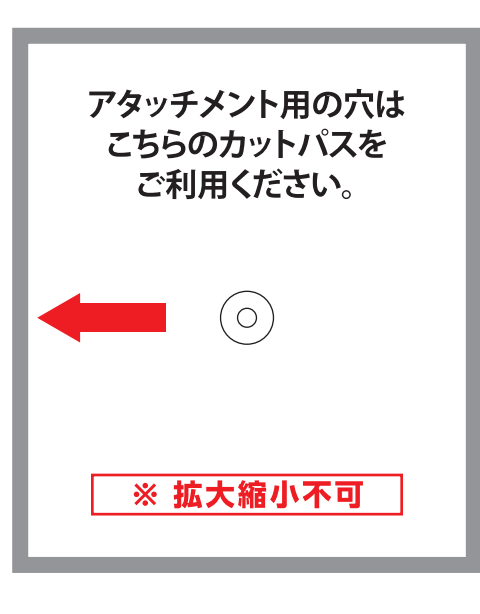 アタッチメント用の穴は
こちらのカットパスを
ご利用ください。
※ 拡大縮小不可